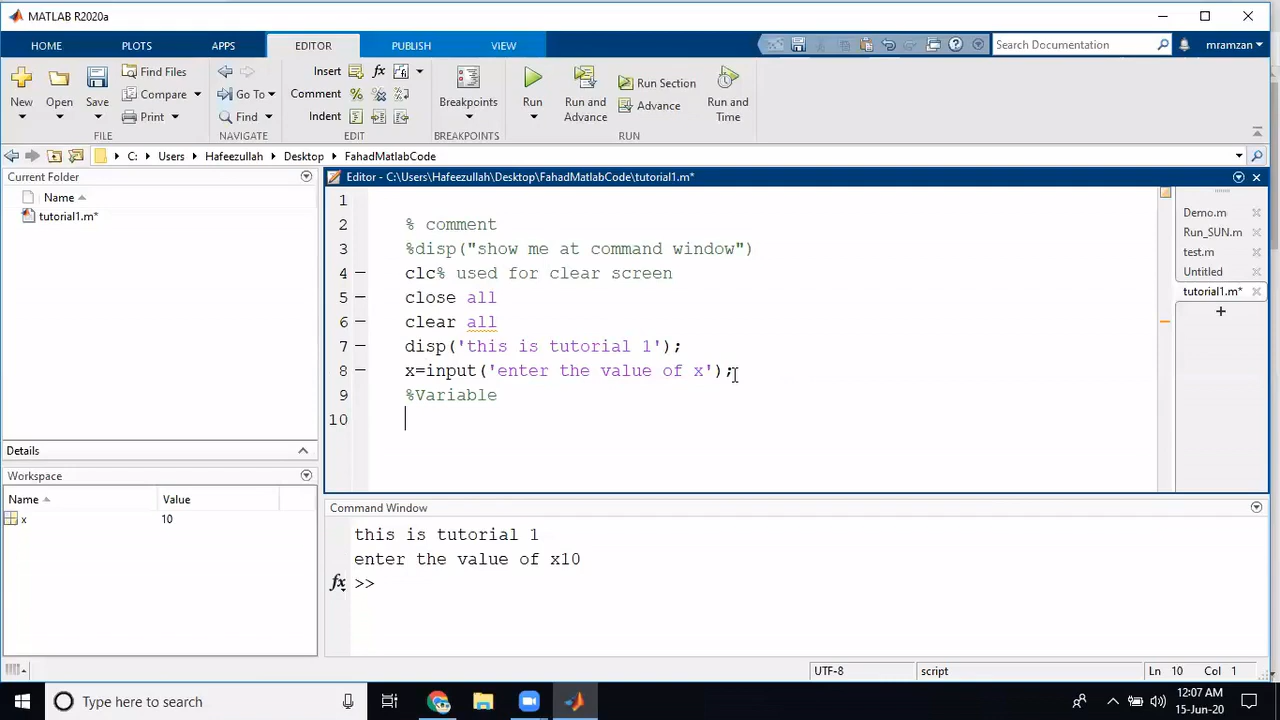 MATLAB R2020a
HOME PLOTS APPS EDITOR PUBLISH VIEW Search Documentation mramzan
New Open Save Find Files Compare Print Go To Find Insert fx Comment % Indent Breakpoints Run Run and Advance Run Section Advance Run and Time
FILE NAVIGATE EDIT BREAKPOINTS RUN
C: Users Hafeezullah Desktop FahadMatlabCode
Current Folder
Name
tutorial1.m*
Details
Workspace
Name Value
x 10
Editor - C:\Users\Hafeezullah\Desktop\FahadMatlabCode\tutorial1.m*
1
2 % comment
3 %disp("show me at command window")
4 clc% used for clear screen
5 close all
6 clear all
7 disp('this is tutorial 1');
8 x=input('enter the value of x');
9 %Variable
10
Demo.m
Run_SUN.m
test.m
Untitled
tutorial1.m*
Command Window
this is tutorial 1
enter the value of x10
fx >>
UTF-8 script Ln 10 Col 1
Type here to search
12:07 AM
15-Jun-20